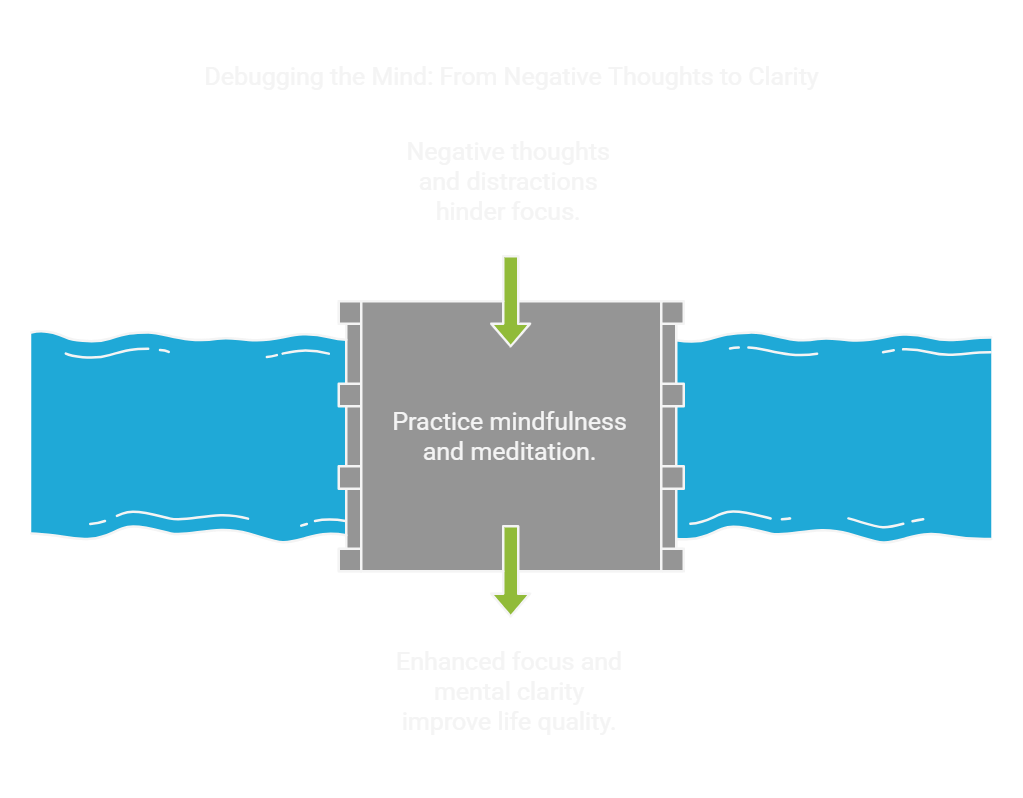 Debugging the Mind: From Negative Thoughts to Clarity
Negative thoughts
and distractions
hinder focus.
Practice mindfulness
and meditation.
Enhanced focus and
mental clarity
improve life quality.